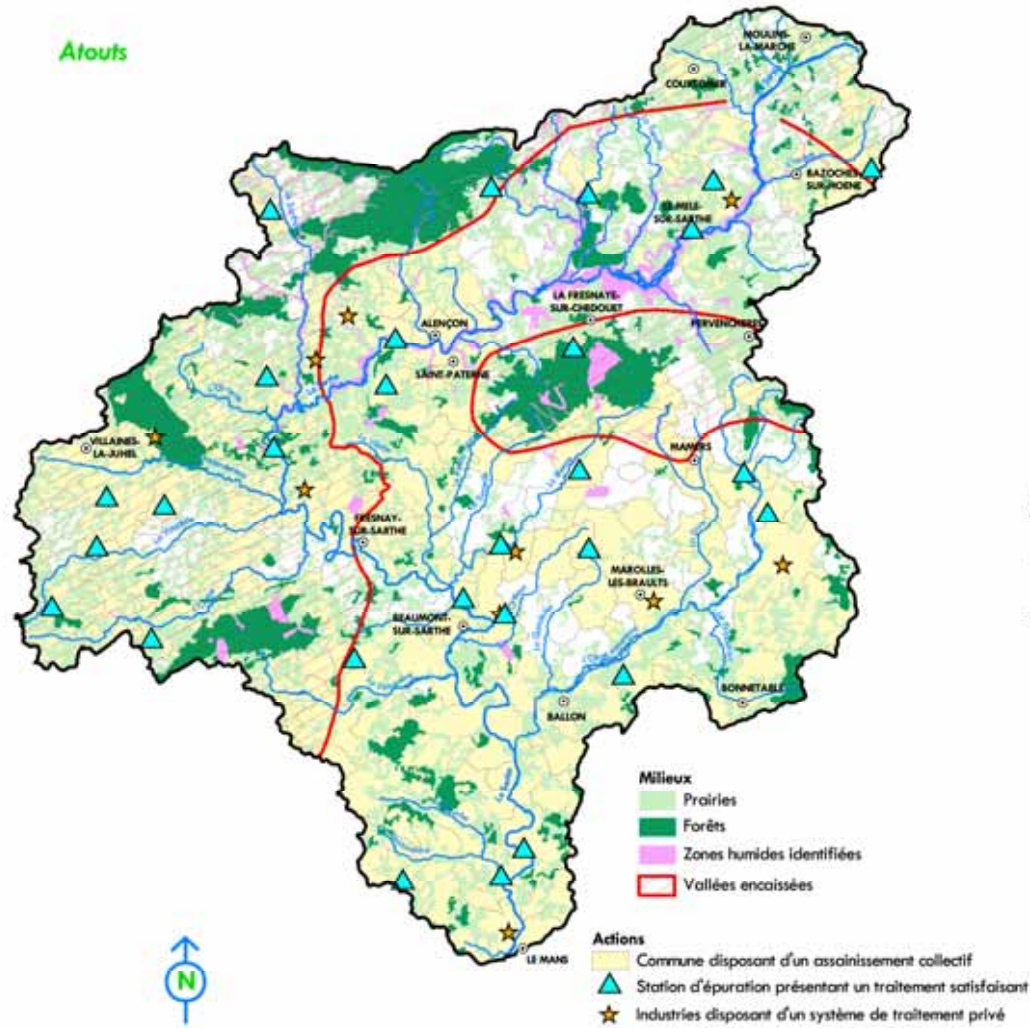 Atouts
MOULINS-
LA-MARCHE
COURTOMER
BAZOCHES
SUR-HOENE
LE MELE-
SUR-SARTHE
LA FRESNAYE-
SUR-CHEDOUET
ALENÇON
PERVENCHERES
SAINT-PATERNE
MAMERS
VILLAINES-
LA-JUHEL
FRESNAY-
SUR-SARTHE
MAROLLES-
LES-BRAULTS
BEAUMONT-
SUR-SARTHE
BONNETABLE
BALLON
LE MANS
Milieux
Prairies
Forêts
Zones humides identifiées
Vallées encaissées
Actions
Commune disposant d'un assainissement collectif
Station d'épuration présentant un traitement satisfaisant
Industries disposant d'un système de traitement privé
N